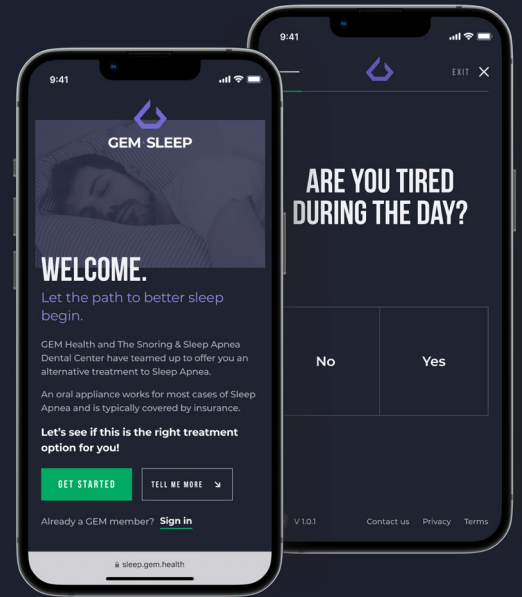 9:41
GEM SLEEP
WELCOME.
Let the path to better sleep
begin.
GEM Health and The Snoring & Sleep Apnea
Dental Center have teamed up to offer you an
alternative treatment to Sleep Apnea.
An oral appliance works for most cases of Sleep
Apnea and is typically covered by insurance.
Let's see if this is the right treatment
option for you!
GET STARTED
TELL ME MORE
Already a GEM member? Sign in
sleep.gem.health
9:41
EXIT
ARE YOU TIRED
DURING THE DAY?
No
Yes
V 1.0.1
Contact us
Privacy
Terms